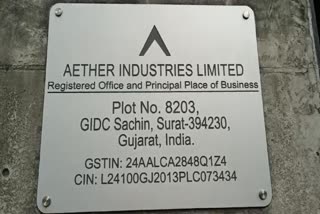 AETHER INDUSTRIES LIMITED
Registered Office and Principal Place of Business
Plot No. 8203,
GIDC Sachin, Surat-394230,
Gujarat, India.
GSTIN: 24AALCA2848Q1Z4
CIN: L24100GJ2013PLC073434